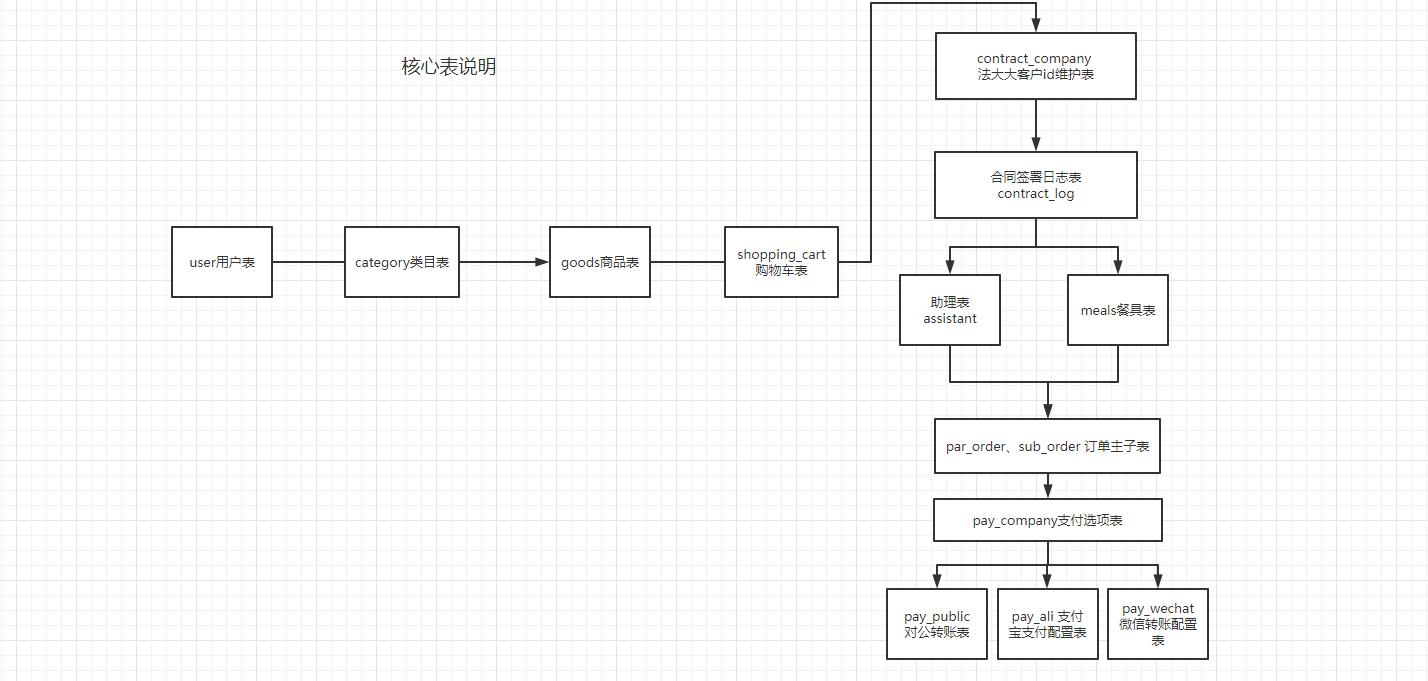 核心表说明
contract_company
法大大客户id维护表
合同签署日志表
contract_log
user用户表
category类目表
goods商品表
shopping_cart
购物车表
助理表
assistant
meals餐具表
par_order、sub_order 订单主子表
pay_company支付选项表
pay_public
对公转账表
pay_ali 支付
宝支付配置表
pay_wechat
微信转账配置
表